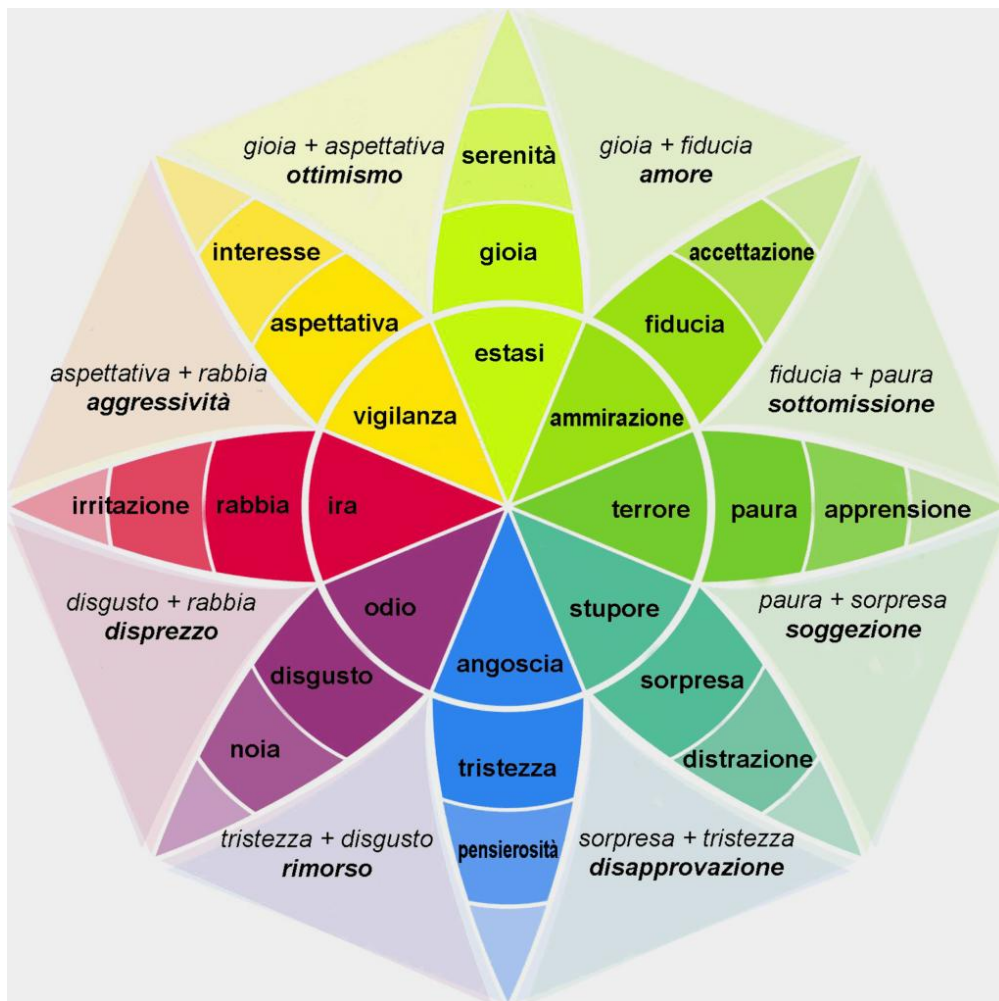 gioia + aspettativa
ottimismo
serenità
gioia + fiducia
amore
interesse
gioia
accettazione
aspettativa
fiducia
estasi
aspettativa + rabbia
aggressività
fiducia + paura
sottomissione
vigilanza
ammirazione
irritazione
rabbia
ira
terrore
paura
apprensione
disgusto + rabbia
disprezzo
odio
stupore
paura + sorpresa
soggezione
angoscia
disgusto
sorpresa
noia
tristezza
distrazione
tristezza + disgusto
rimorso
pensierosità
sorpresa + tristezza
disapprovazione